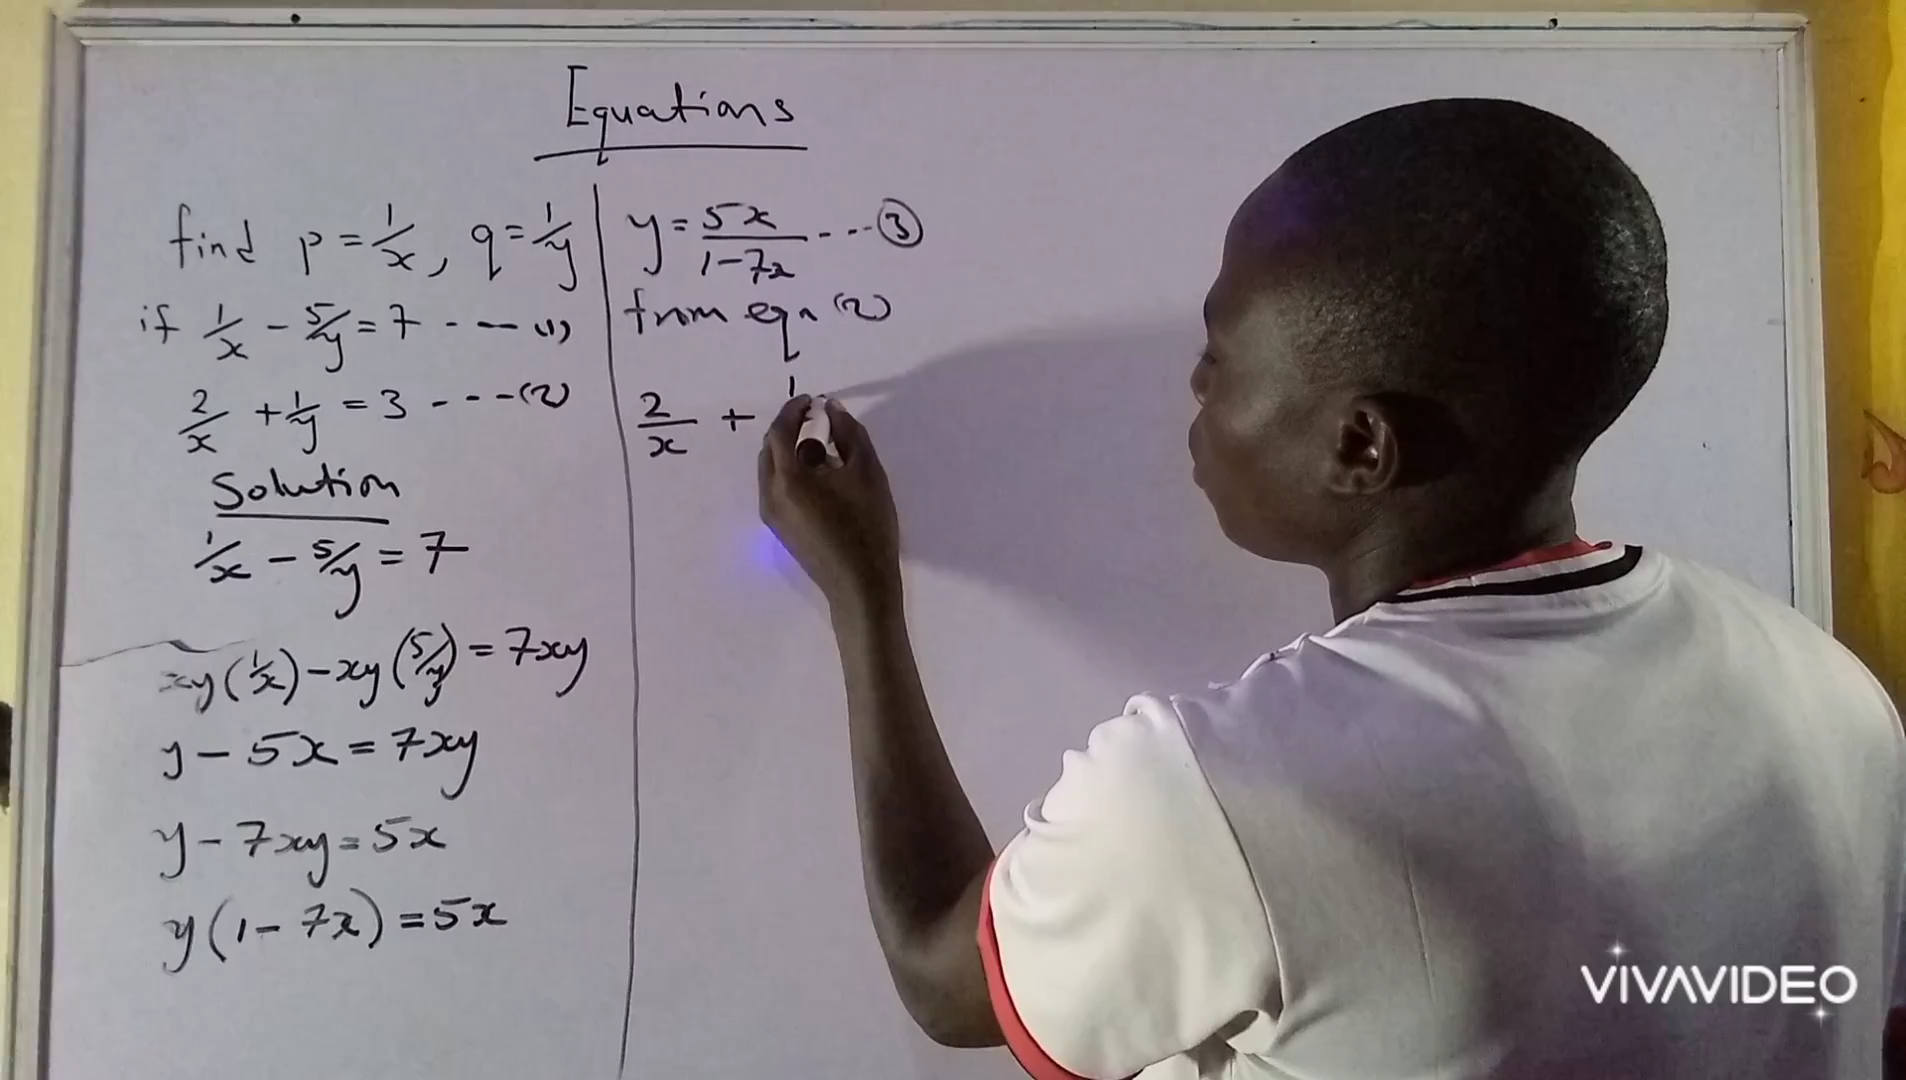 Equations
find p = 1/x, q = 1/y
if 1/x - 5/y = 7 - - - (1)
2/x + 1/y = 3 - - - (2)
Solution
1/x - 5/y = 7
xy(1/x) - xy(5/y) = 7xy
y - 5x = 7xy
y - 7xy = 5x
y(1 - 7x) = 5x
y = 5x/1-7x - - - ③
from eqn (2)
2/x + 1
VIVAVIDEO